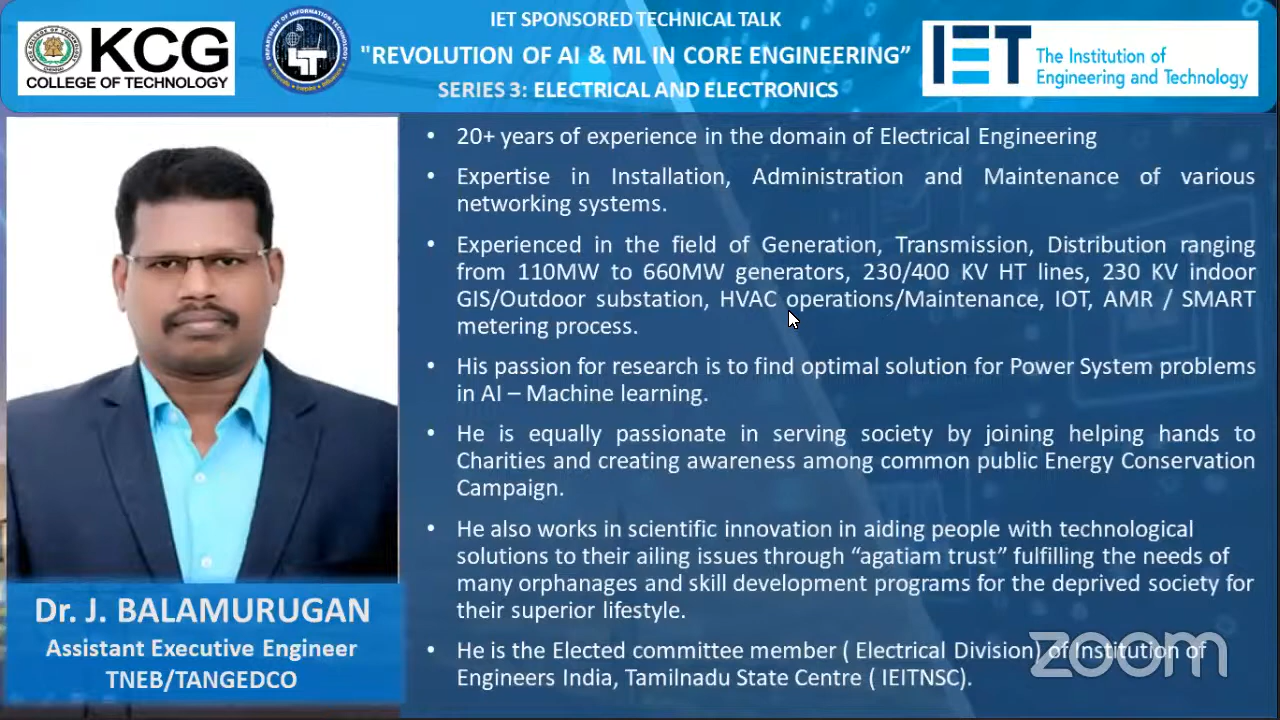 KCG
COLLEGE OF TECHNOLOGY
DEPARTMENT OF INFORMATION TECHNOLOGY
IET SPONSORED TECHNICAL TALK
"REVOLUTION OF AI & ML IN CORE ENGINEERING”
SERIES 3: ELECTRICAL AND ELECTRONICS
IET
The Institution of
Engineering and Technology
• 20+ years of experience in the domain of Electrical Engineering
• Expertise in Installation, Administration and Maintenance of various
networking systems.
• Experienced in the field of Generation, Transmission, Distribution ranging
from 110MW to 660MW generators, 230/400 KV HT lines, 230 KV indoor
GIS/Outdoor substation, HVAC operations/Maintenance, IOT, AMR / SMART
metering process.
• His passion for research is to find optimal solution for Power System problems
in AI – Machine learning.
• He is equally passionate in serving society by joining helping hands to
Charities and creating awareness among common public Energy Conservation
Campaign.
• He also works in scientific innovation in aiding people with technological
solutions to their ailing issues through “agatiam trust” fulfilling the needs of
many orphanages and skill development programs for the deprived society for
their superior lifestyle.
• He is the Elected committee member ( Electrical Division) of Institution of
Engineers India, Tamilnadu State Centre ( IEITNSC).
Dr. J. BALAMURUGAN
Assistant Executive Engineer
TNEB/TANGEDCO
zoom